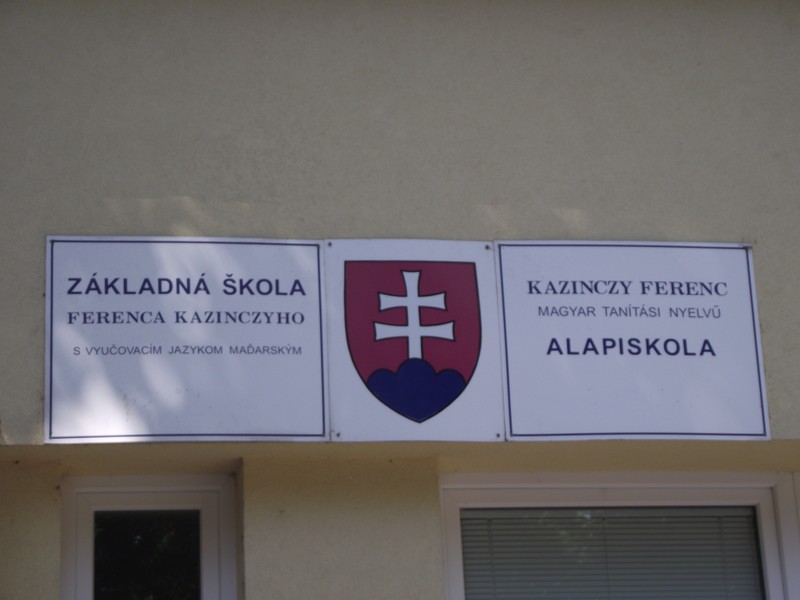 ZÁKLADNÁ ŠKOLA
FERENCA KAZINCZYHO
S VYUČOVACÍM JAZYKOM MAĎARSKÝM
KAZINCZY FERENC
MAGYAR TANÍTÁSI NYELVŰ
ALAPISKOLA